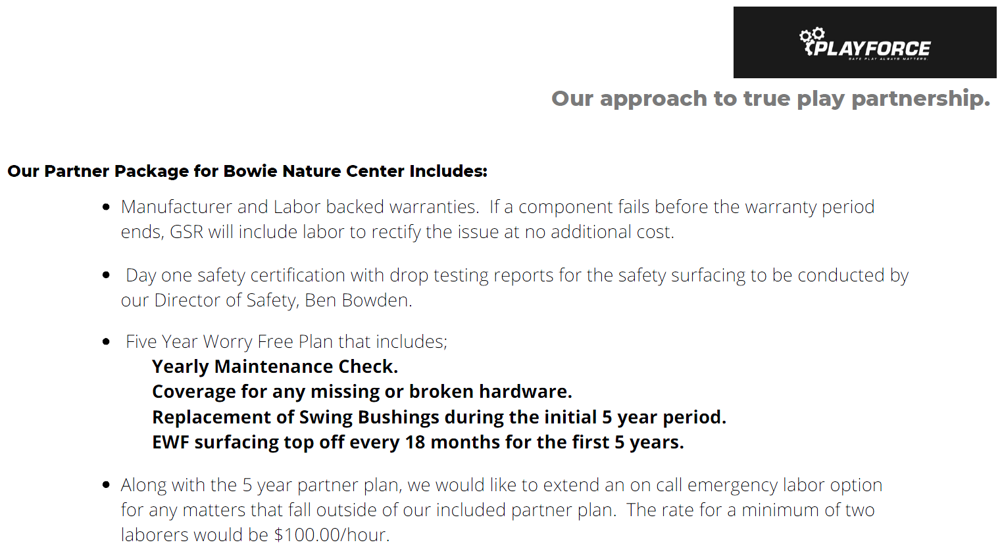 PLAYFORCE
SAFE PLAY ALWAYS MATTERS.
Our approach to true play partnership.
Our Partner Package for Bowie Nature Center Includes:
• Manufacturer and Labor backed warranties.  If a component fails before the warranty period
ends, GSR will include labor to rectify the issue at no additional cost.
• Day one safety certification with drop testing reports for the safety surfacing to be conducted by
our Director of Safety, Ben Bowden.
• Five Year Worry Free Plan that includes;
Yearly Maintenance Check.
Coverage for any missing or broken hardware.
Replacement of Swing Bushings during the initial 5 year period.
EWF surfacing top off every 18 months for the first 5 years.
• Along with the 5 year partner plan, we would like to extend an on call emergency labor option
for any matters that fall outside of our included partner plan.  The rate for a minimum of two
laborers would be $100.00/hour.